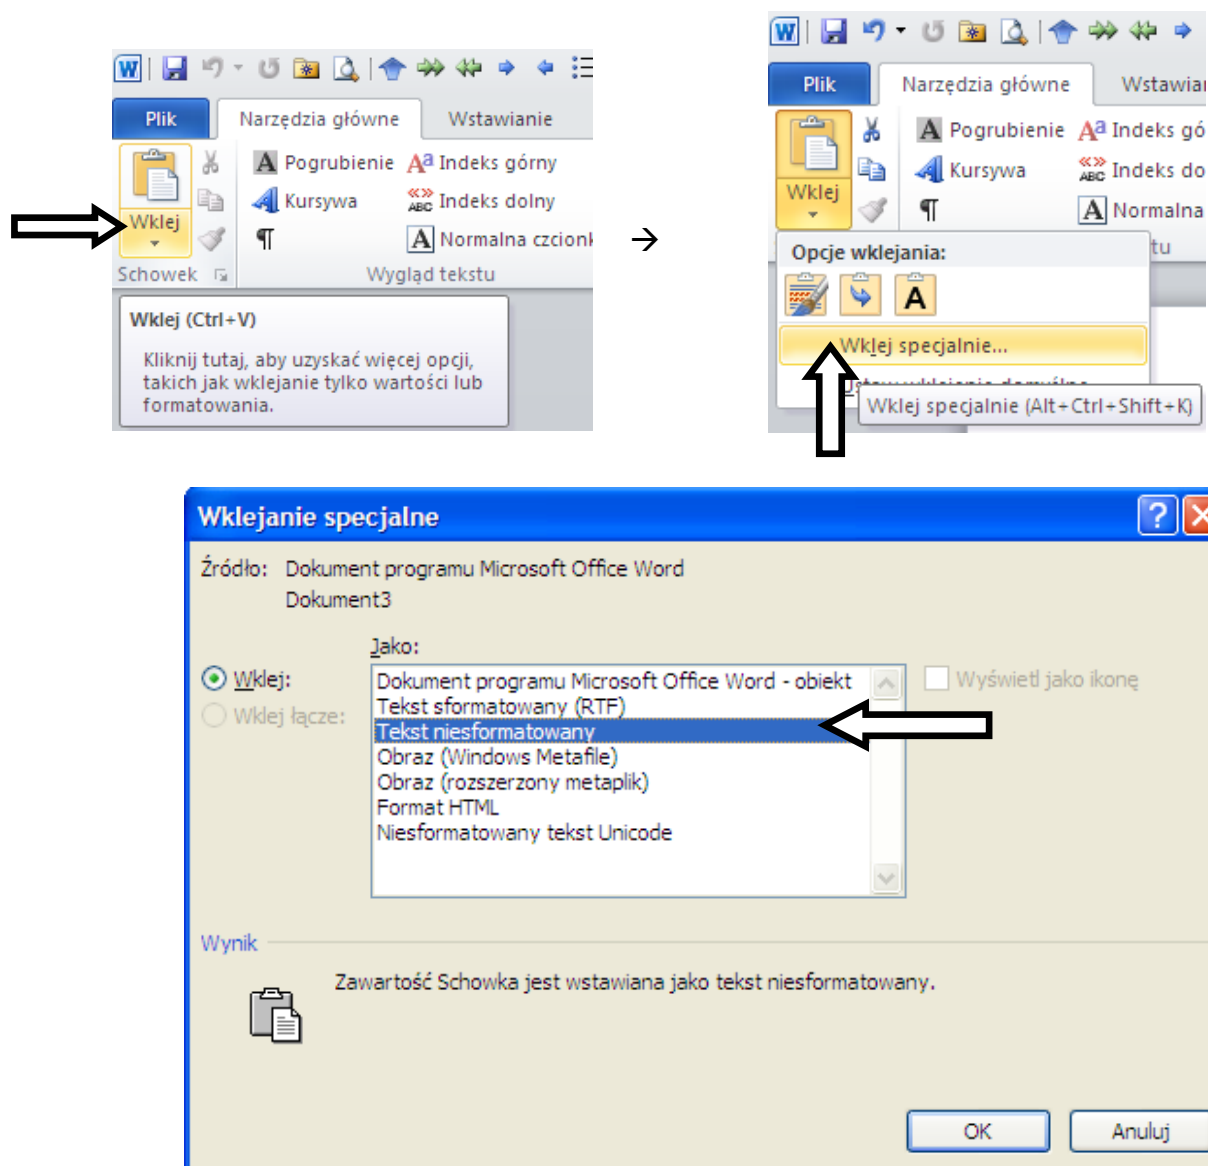 Plik Narzędzia główne Wstawianie
Wklej
Pogrubienie Indeks górny
Kursywa Indeks dolny
Normalna
Schowek Wygląd tekstu
Wklej (Ctrl+V)
Kliknij tutaj, aby uzyskać więcej opcji,
takich jak wklejanie tylko wartości lub
formatowania.
→
Plik Narzędzia główne
Wklej
Pogrubienie Indeks
Kursywa Indeks
Normalna
Opcje wklejania:
Wklej specjalnie...
Wklej specjalnie (Alt+Ctrl+Shift+K)
Wklejanie specjalne
Źródło: Dokument programu Microsoft Office Word
Dokument3
Jako:
Wklej:
Wklej łącze:
Dokument programu Microsoft Office Word - obiekt
Tekst sformatowany (RTF)
Tekst niesformatowany
Obraz (Windows Metafile)
Obraz (rozszerzony metaplik)
Format HTML
Niesformatowany tekst Unicode
Wyświetl jako ikonę
Wynik
Zawartość Schowka jest wstawiana jako tekst niesformatowany.
OK Anuluj